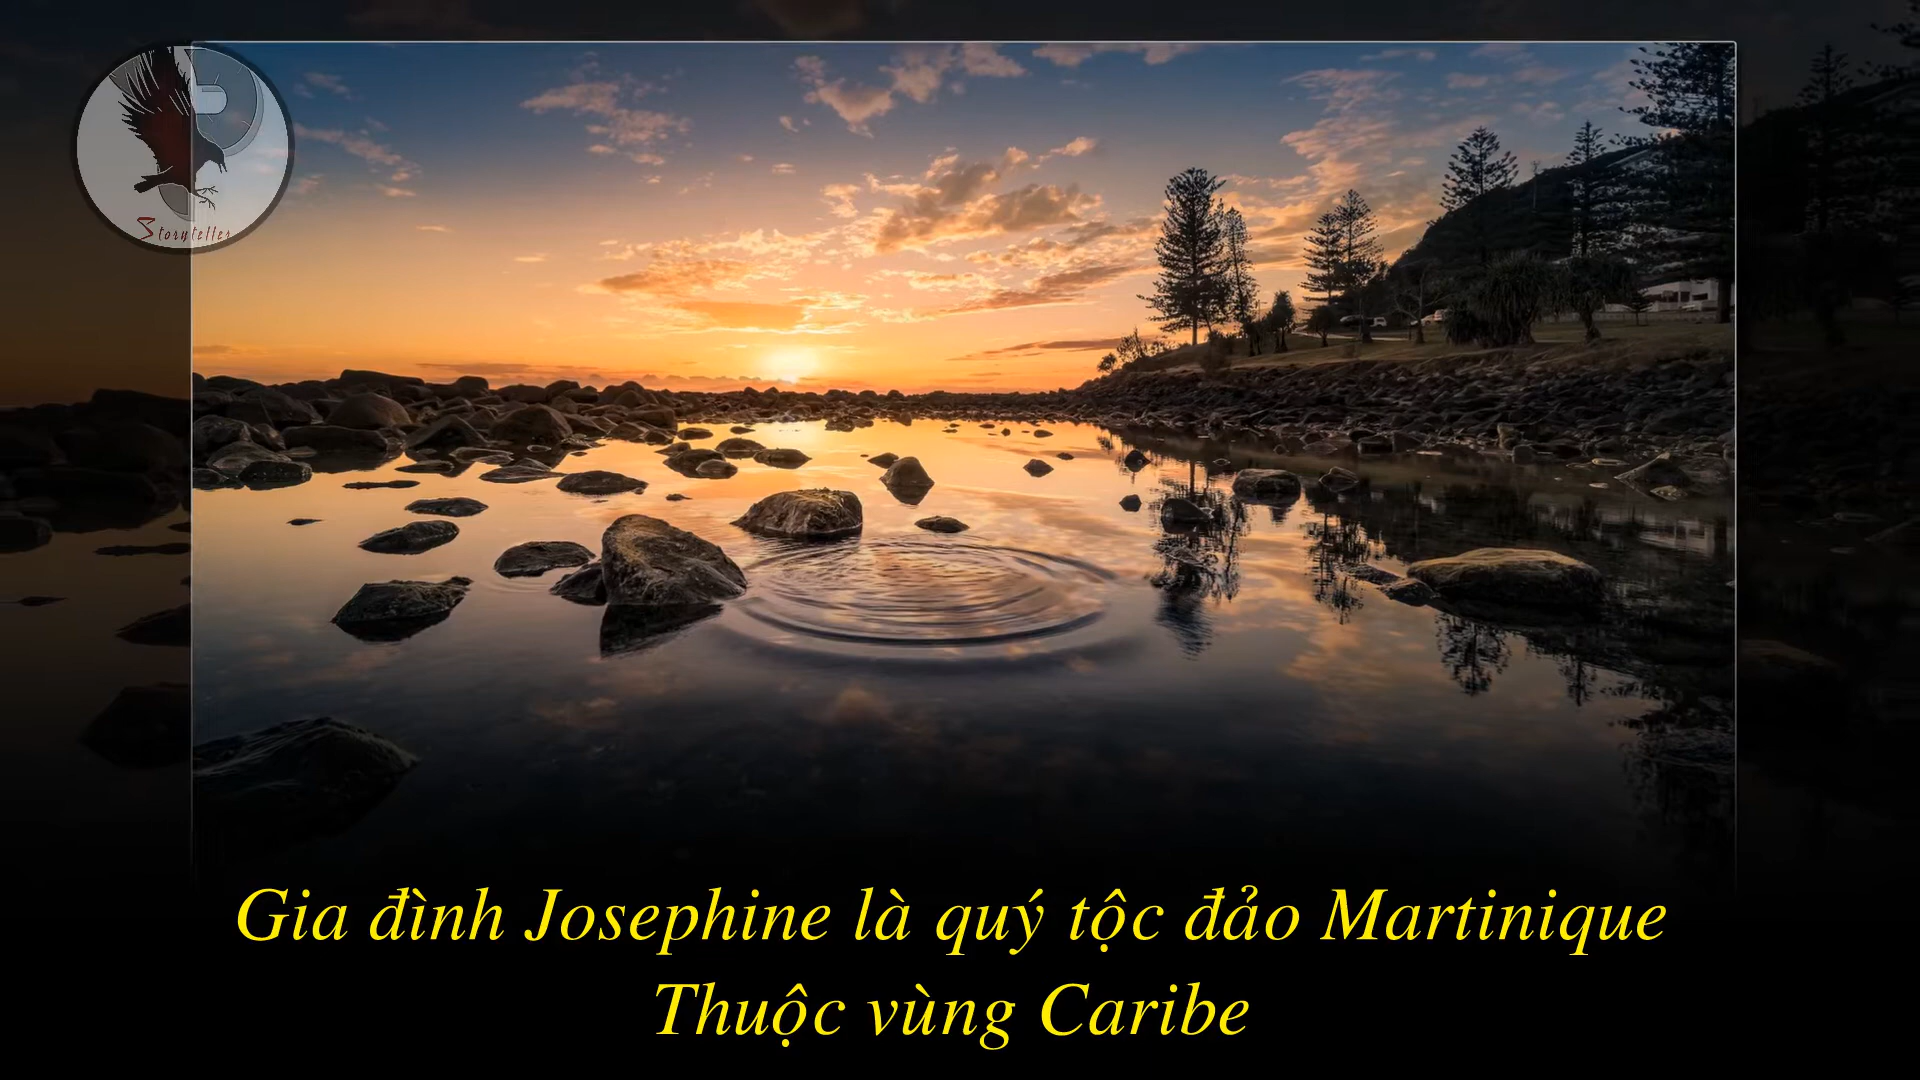 Storyteller
Gia đình Josephine là quý tộc đảo Martinique
Thuộc vùng Caribe